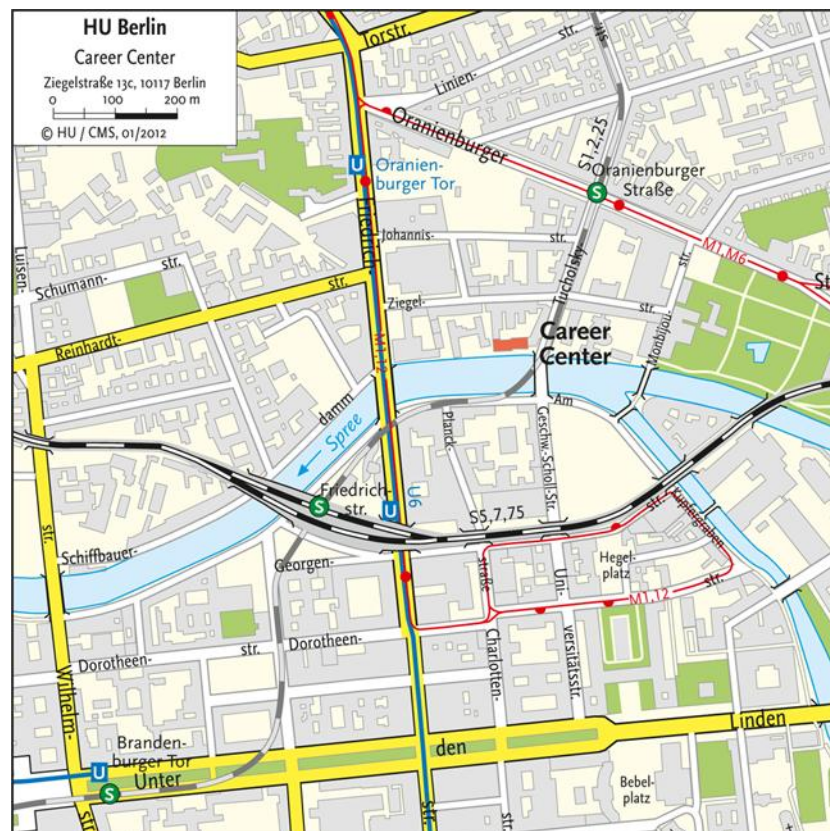 HU Berlin
Career Center
Ziegelstraße 13c, 10117 Berlin
0 100 200 m
© HU / CMS, 01/2012
Torstr.
Linien-
str.
str.
Oranienburger
S1,2,25
U
Oranien-
burger Tor
Oranienburger
Straße
S
Friedrich-
Johannis-
str.
Tucholsky-
M1,M6
St
Luisen-
Schumann-
str.
str.
Ziegel-
str.
str.
Reinhardt-
M1,12
Career
Center
Monbijou-
damm
Spree
Planck-
Geschw.-Scholl-Str.
Am
S
Friedrich-
str.
U
U6
S5,7,75
str.
Kupfergraben
str.
Schiffbauer-
Georgen-
straße
Uni-
Hegel-
platz
str.
M1,12
Dorotheen-
str.
Dorotheen-
Charlotten-
versitätsstr.
Wilhelm-
Branden-
burger Tor
U
Unter
S
den
Linden
str.
Bebel-
platz